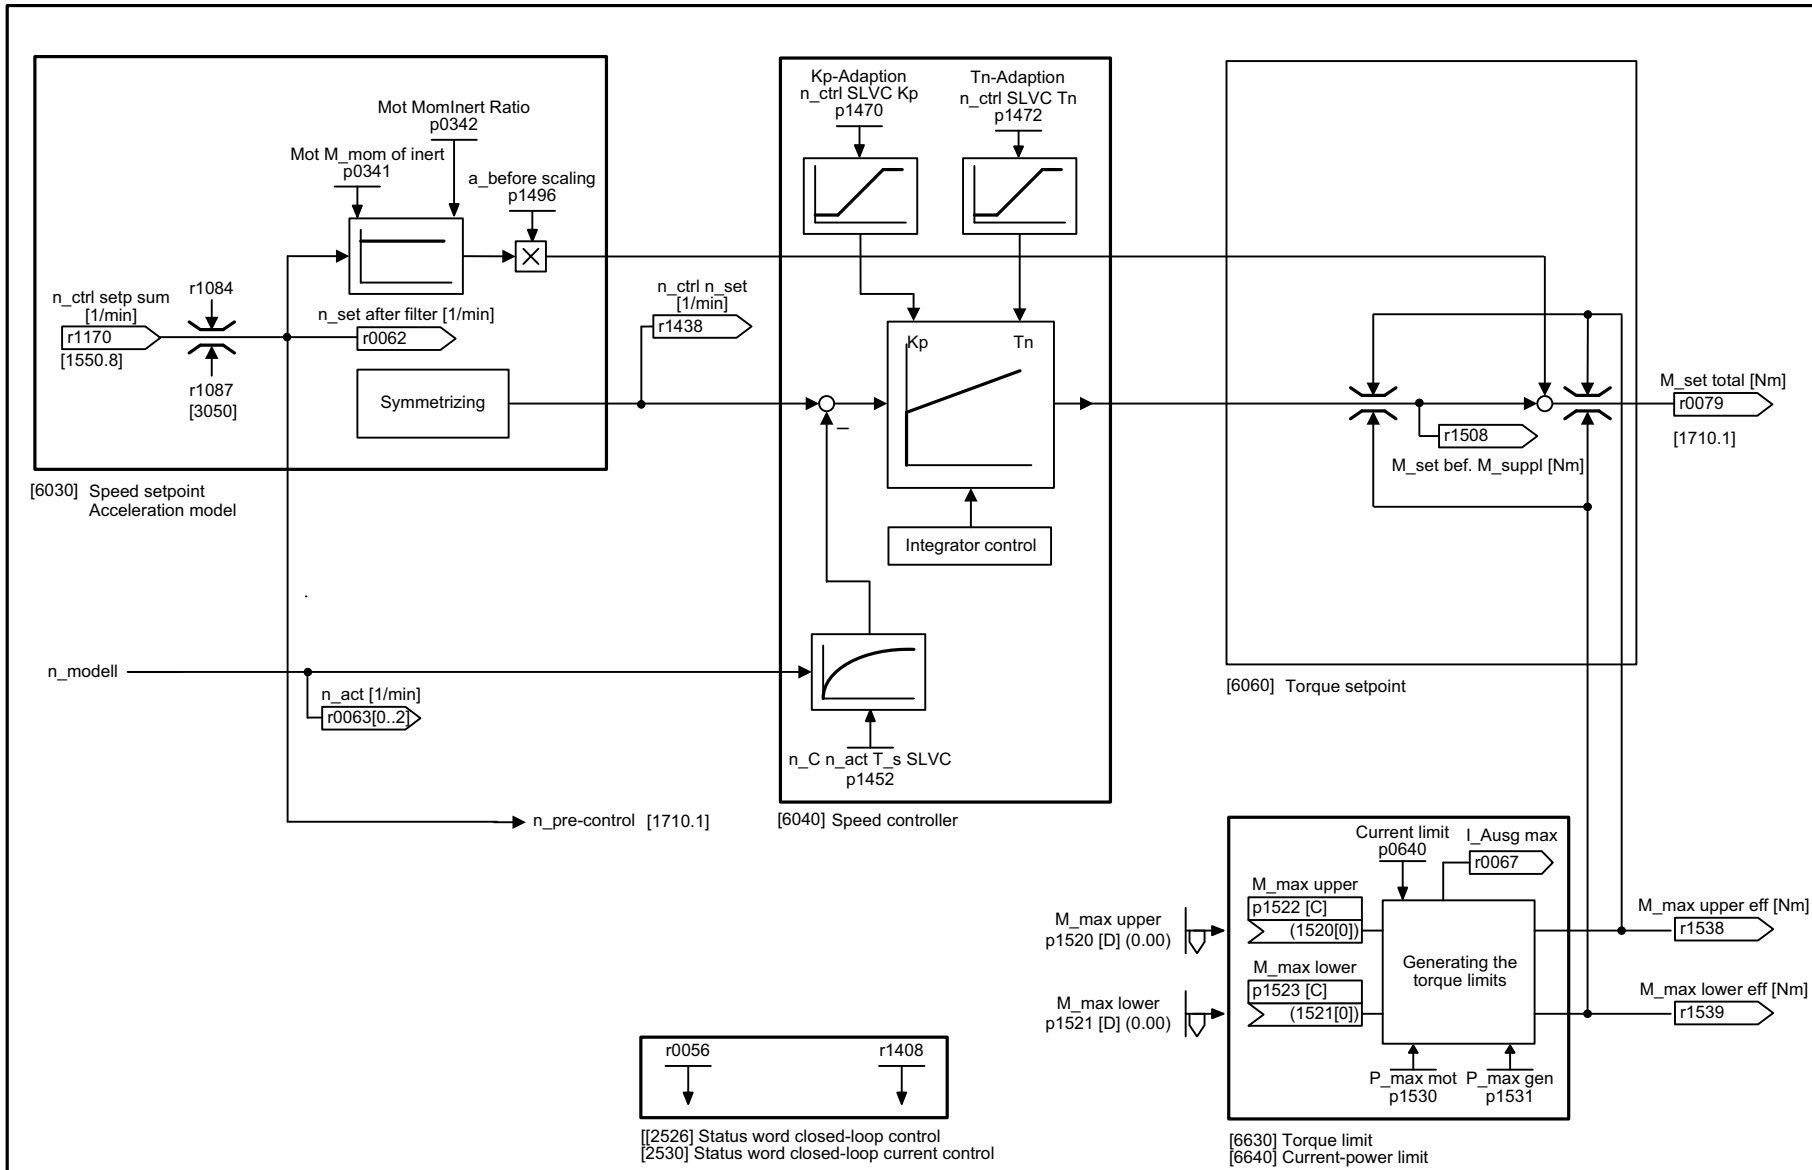 Mot MomInert Ratio
p0342
Mot M_mom of inert
p0341
a_before scaling
p1496
n_ctrl setp sum
[1/min]
r1170
[1550.8]
r1084
r1087
[3050]
n_set after filter [1/min]
r0062
Symmetrizing
[6030] Speed setpoint
Acceleration model
n_ctrl n_set
[1/min]
r1438
Kp-Adaption
n_ctrl SLVC Kp
p1470
Tn-Adaption
n_ctrl SLVC Tn
p1472
Kp Tn
–
Integrator control
n_modell
n_act [1/min]
r0063[0..2]
n_C n_act T_s SLVC
p1452
n_pre-control [1710.1]
[6040] Speed controller
r1508
M_set bef. M_suppl [Nm]
M_set total [Nm]
r0079
[1710.1]
[6060] Torque setpoint
Current limit
p0640
I_Ausg max
r0067
M_max upper
p1520 [D] (0.00)
M_max upper
p1522 [C]
(1520[0])
M_max lower
p1521 [D] (0.00)
M_max lower
p1523 [C]
(1521[0])
Generating the
torque limits
M_max upper eff [Nm]
r1538
M_max lower eff [Nm]
r1539
P_max mot
p1530
P_max gen
p1531
[6630] Torque limit
[6640] Current-power limit
r0056
r1408
[[2526] Status word closed-loop control
[2530] Status word closed-loop current control